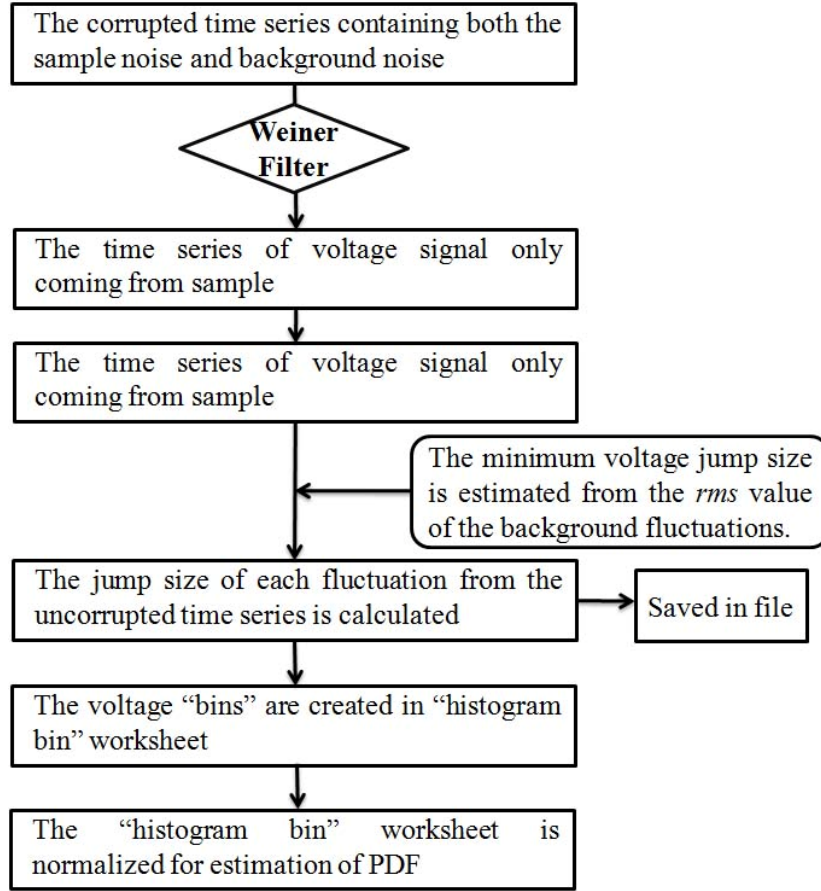 The corrupted time series containing both the
sample noise and background noise
Weiner
Filter
The time series of voltage signal only
coming from sample
The time series of voltage signal only
coming from sample
The minimum voltage jump size
is estimated from the rms value
of the background fluctuations.
The jump size of each fluctuation from the
uncorrupted time series is calculated
Saved in file
The voltage “bins” are created in “histogram
bin” worksheet
The “histogram bin” worksheet is
normalized for estimation of PDF